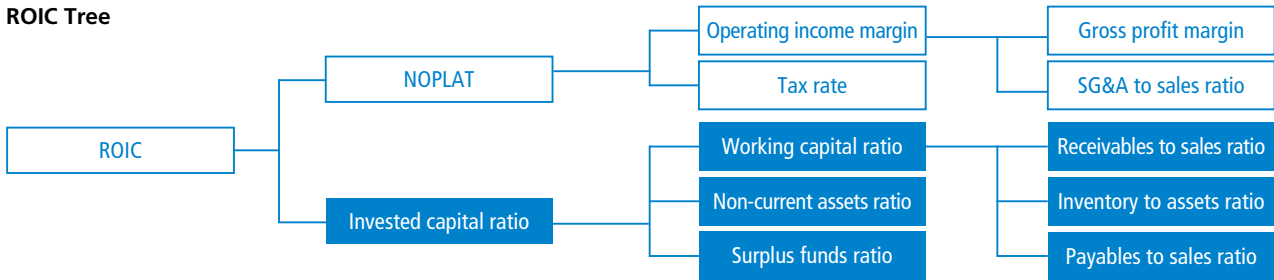 ROIC Tree
ROIC
NOPLAT
Invested capital ratio
Operating income margin
Tax rate
Working capital ratio
Non-current assets ratio
Surplus funds ratio
Gross profit margin
SG&A to sales ratio
Receivables to sales ratio
Inventory to assets ratio
Payables to sales ratio